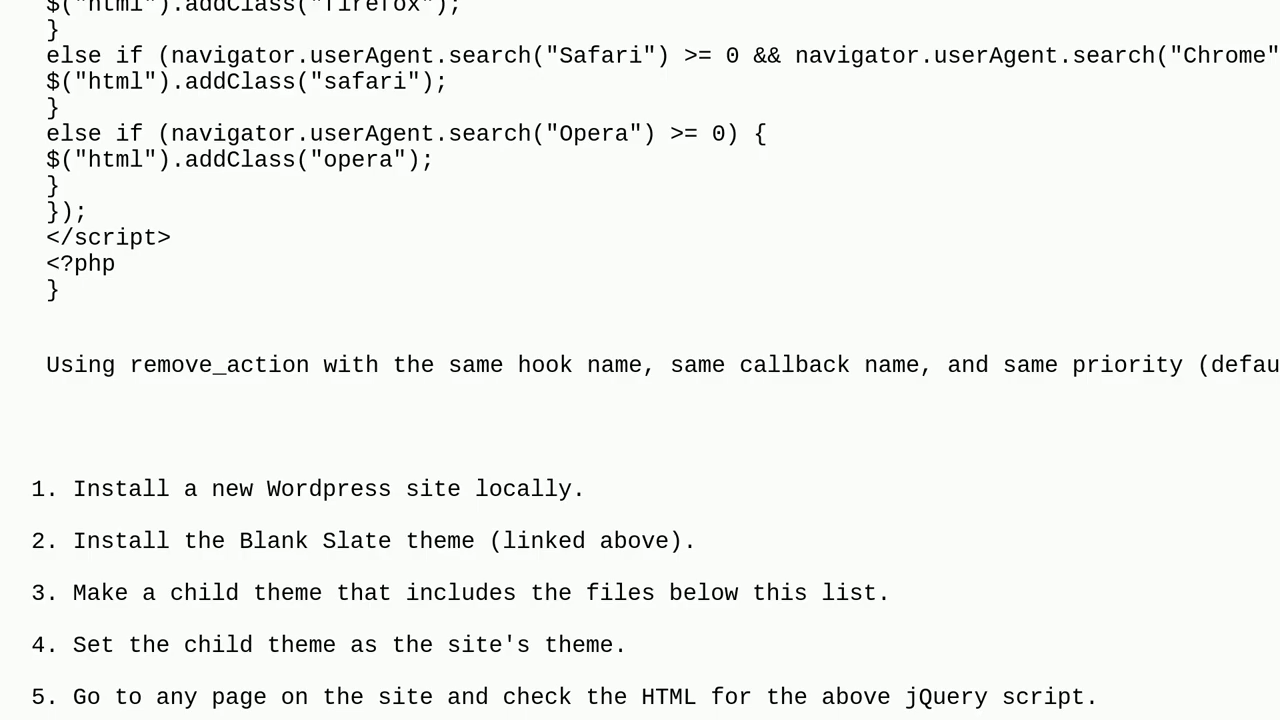 $("html").addClass("firefox");
}
else if (navigator.userAgent.search("Safari") >= 0 && navigator.userAgent.search("Chrome"
$("html").addClass("safari");
}
else if (navigator.userAgent.search("Opera") >= 0) {
$("html").addClass("opera");
}
});
</script>
<?php
}
Using remove_action with the same hook name, same callback name, and same priority (defau
1. Install a new Wordpress site locally.
2. Install the Blank Slate theme (linked above).
3. Make a child theme that includes the files below this list.
4. Set the child theme as the site's theme.
5. Go to any page on the site and check the HTML for the above jQuery script.